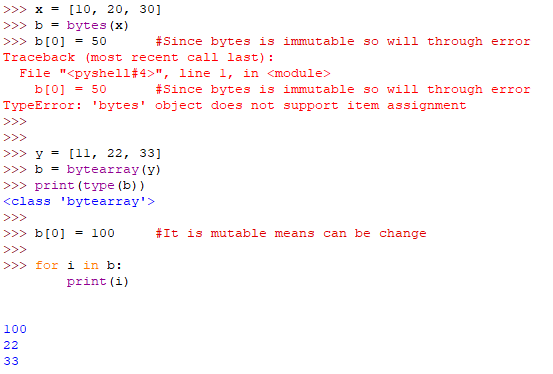 >>> x = [10, 20, 30]
>>> b = bytes(x)
>>> b[0] = 50      #Since bytes is immutable so will through error
Traceback (most recent call last):
  File "<pyshell#4>", line 1, in <module>
    b[0] = 50      #Since bytes is immutable so will through error
TypeError: 'bytes' object does not support item assignment
>>>
>>>
>>> y = [11, 22, 33]
>>> b = bytearray(y)
>>> print(type(b))
<class 'bytearray'>
>>>
>>> b[0] = 100     #It is mutable means can be change
>>>
>>> for i in b:
        print(i)
100
22
33